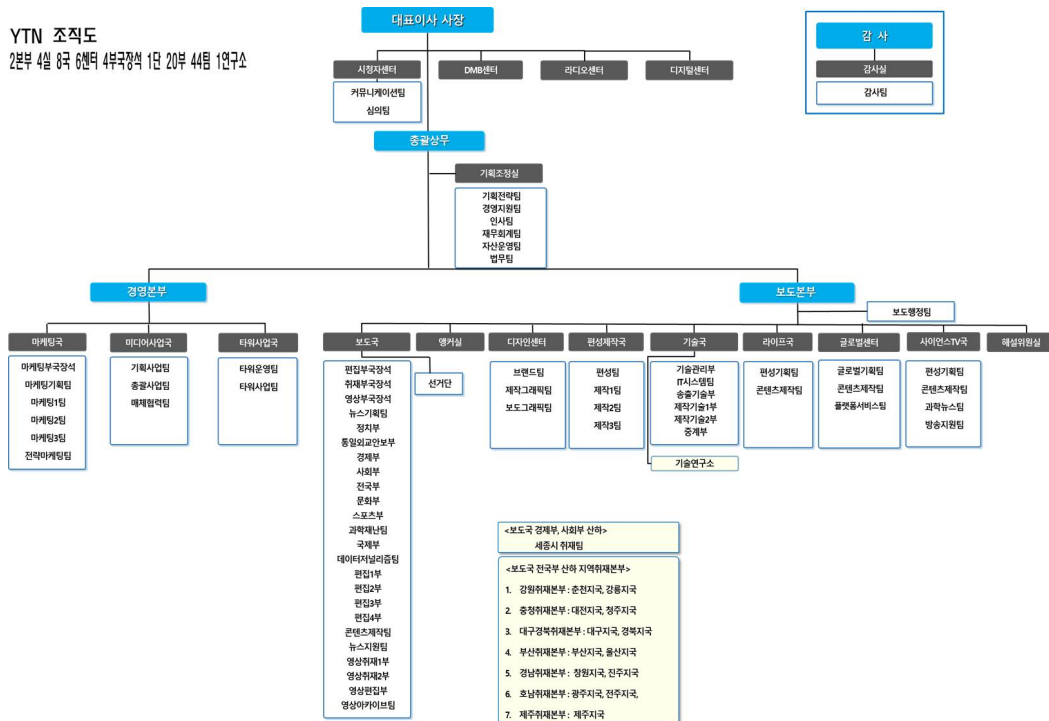 YTN 조직도
2본부 4실 8국 6센터 4부국장석 1단 20부 44팀 1연구소
대표이사 사장
감 사
감사실
감사팀
시청자센터
커뮤니케이션팀
심의팀
DMB센터
라디오센터
디지털센터
총괄상무
기획조정실
기획전략팀
경영지원팀
인사팀
재무회계팀
자산운영팀
법무팀
경영본부
보도본부
보도행정팀
마케팅국
마케팅부국장석
마케팅기획팀
마케팅1팀
마케팅2팀
마케팅3팀
전략마케팅팀
미디어사업국
기획사업팀
총괄사업팀
매체협력팀
타워사업국
타워운영팀
타워사업팀
보도국
편집부국장석
취재부국장석
영상부국장석
뉴스기획팀
정치부
통일외교안보부
경제부
사회부
전국부
문화부
스포츠부
과학재난팀
국제부
데이터저널리즘팀
편집1부
편집2부
편집3부
편집4부
콘텐츠제작팀
뉴스지원팀
영상취재1부
영상취재2부
영상편집부
영상아카이브팀
앵커실
선거단
디자인센터
브랜드팀
제작그래픽팀
보도그래픽팀
편성제작국
편성팀
제작1팀
제작2팀
제작3팀
기술국
기술관리부
IT시스템팀
송출기술부
제작기술1부
제작기술2부
중계부
기술연구소
라이프국
편성기획팀
콘텐츠제작팀
글로벌센터
글로벌기획팀
콘텐츠제작팀
플랫폼서비스팀
사이언스TV국
편성기획팀
콘텐츠제작팀
과학뉴스팀
방송지원팀
해설위원실
<보도국 경제부, 사회부 산하>
세종시 취재팀
<보도국 전국부 산하 지역취재본부>
1. 강원취재본부 : 춘천지국, 강릉지국
2. 충청취재본부 : 대전지국, 청주지국
3. 대구경북취재본부 : 대구지국, 경북지국
4. 부산취재본부 : 부산지국, 울산지국
5. 경남취재본부 : 창원지국, 진주지국
6. 호남취재본부 : 광주지국, 전주지국,
7. 제주취재본부 : 제주지국